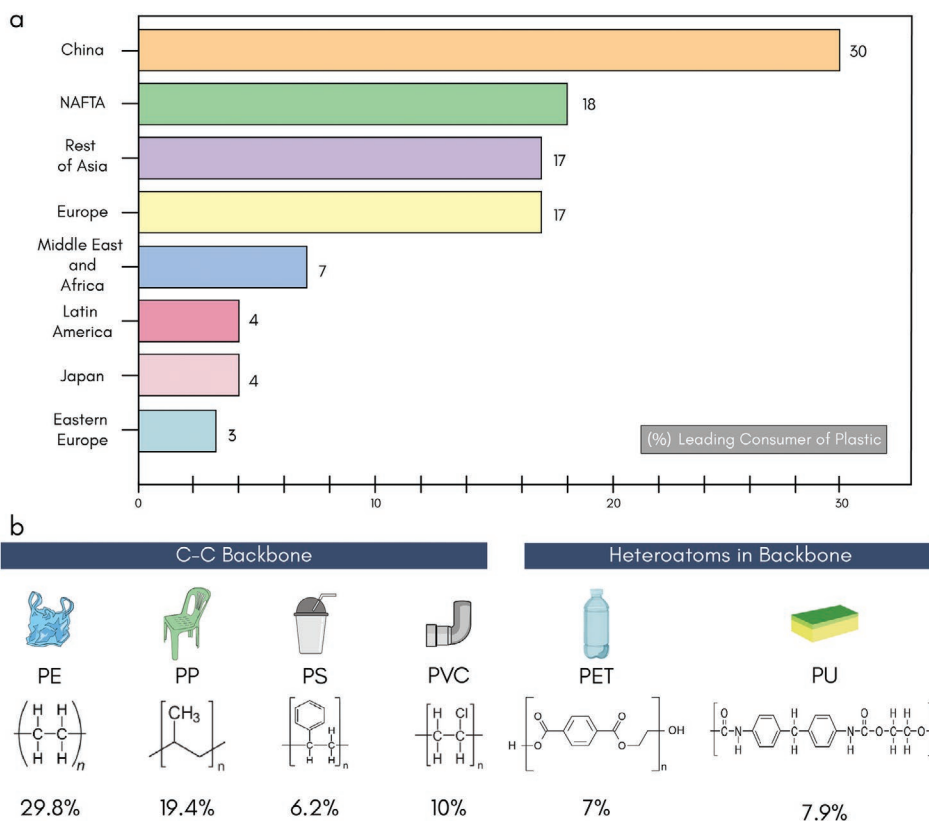 a
China
30
NAFTA
18
Rest
of Asia
17
Europe
17
Middle East
and
Africa
7
Latin
America
4
Japan
4
Eastern
Europe
3
(%) Leading Consumer of Plastic
0
10
20
30
b
C-C Backbone
Heteroatoms in Backbone
PE
PP
PS
PVC
PET
PU
H H
C C
H H
n
CH3
n
H
C C
H H
n
H Cl
C C
H H
n
H
O
O
O
O
OH
n
O
C N
H
H
C
H
N C O C C O
H
O
H H
H H
29.8%
19.4%
6.2%
10%
7%
7.9%